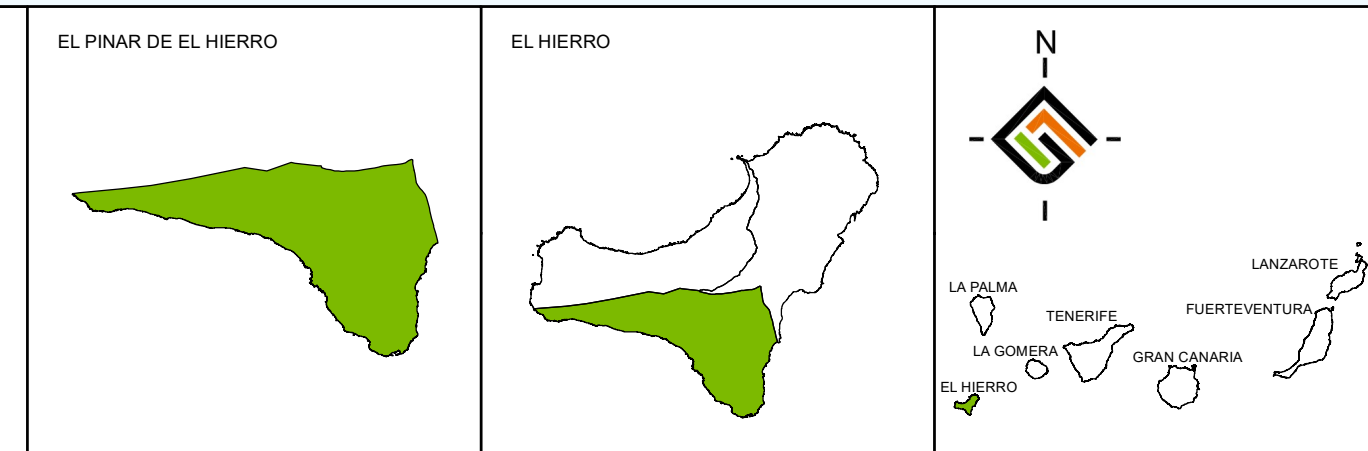 EL PINAR DE EL HIERRO
EL HIERRO
N
LANZAROTE
LA PALMA
FUERTEVENTURA
TENERIFE
LA GOMERA
GRAN CANARIA
EL HIERRO